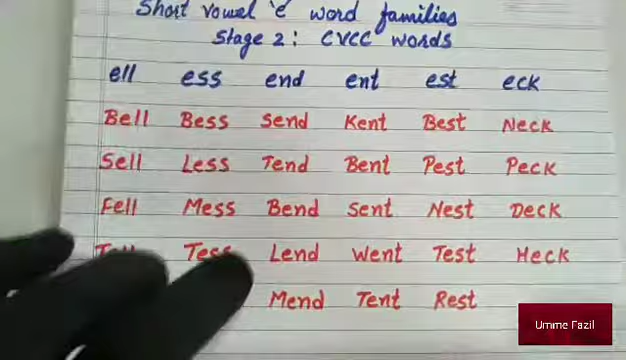 Short vowel 'e' word families
Stage 2: CVCC words
ell ess end ent est eck
Bell Bess Send Kent Best Neck
Sell Less Tend Bent Pest Peck
Fell Mess Bend Sent Nest Deck
Tess Lend Went Test Heck
Mend Tent Rest
Umme Fazil